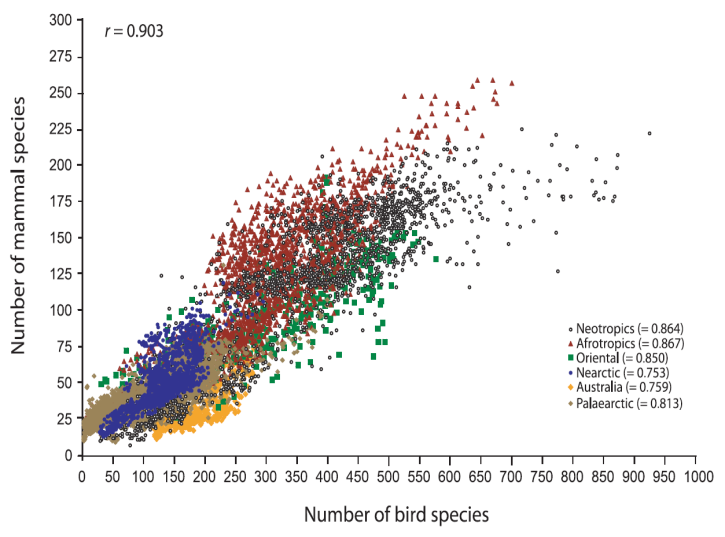 r = 0.903
300
275
250
225
200
175
150
125
100
75
50
25
0
Number of mammal species
Neotropics (= 0.864)
Afrotropics (= 0.867)
Oriental (= 0.850)
Nearctic (= 0.753)
Australia (= 0.759)
Palaearctic (= 0.813)
0 50 100 150 200 250 300 350 400 450 500 550 600 650 700 750 800 850 900 950 1000
Number of bird species